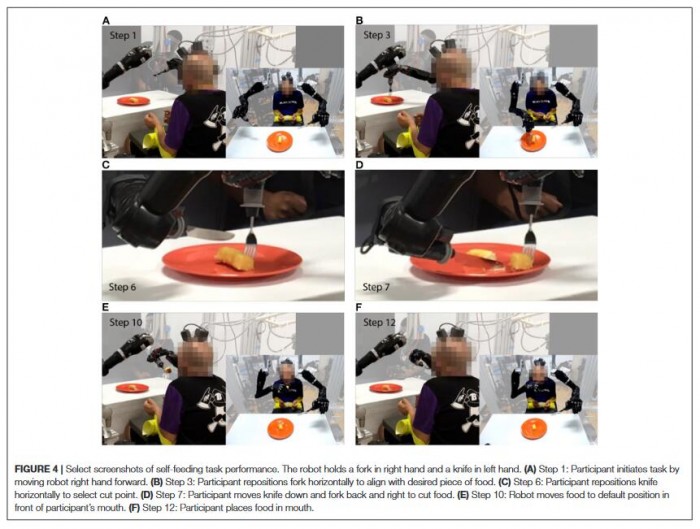 A
B
Step 1
Step 3
C
D
Step 6
Step 7
E
F
Step 10
Step 12
FIGURE 4 | Select screenshots of self-feeding task performance. The robot holds a fork in right hand and a knife in left hand. (A) Step 1: Participant initiates task by
moving robot right hand forward. (B) Step 3: Participant repositions fork horizontally to align with desired piece of food. (C) Step 6: Participant repositions knife
horizontally to select cut point. (D) Step 7: Participant moves knife down and fork back and right to cut food. (E) Step 10: Robot moves food to default position in
front of participant's mouth. (F) Step 12: Participant places food in mouth.